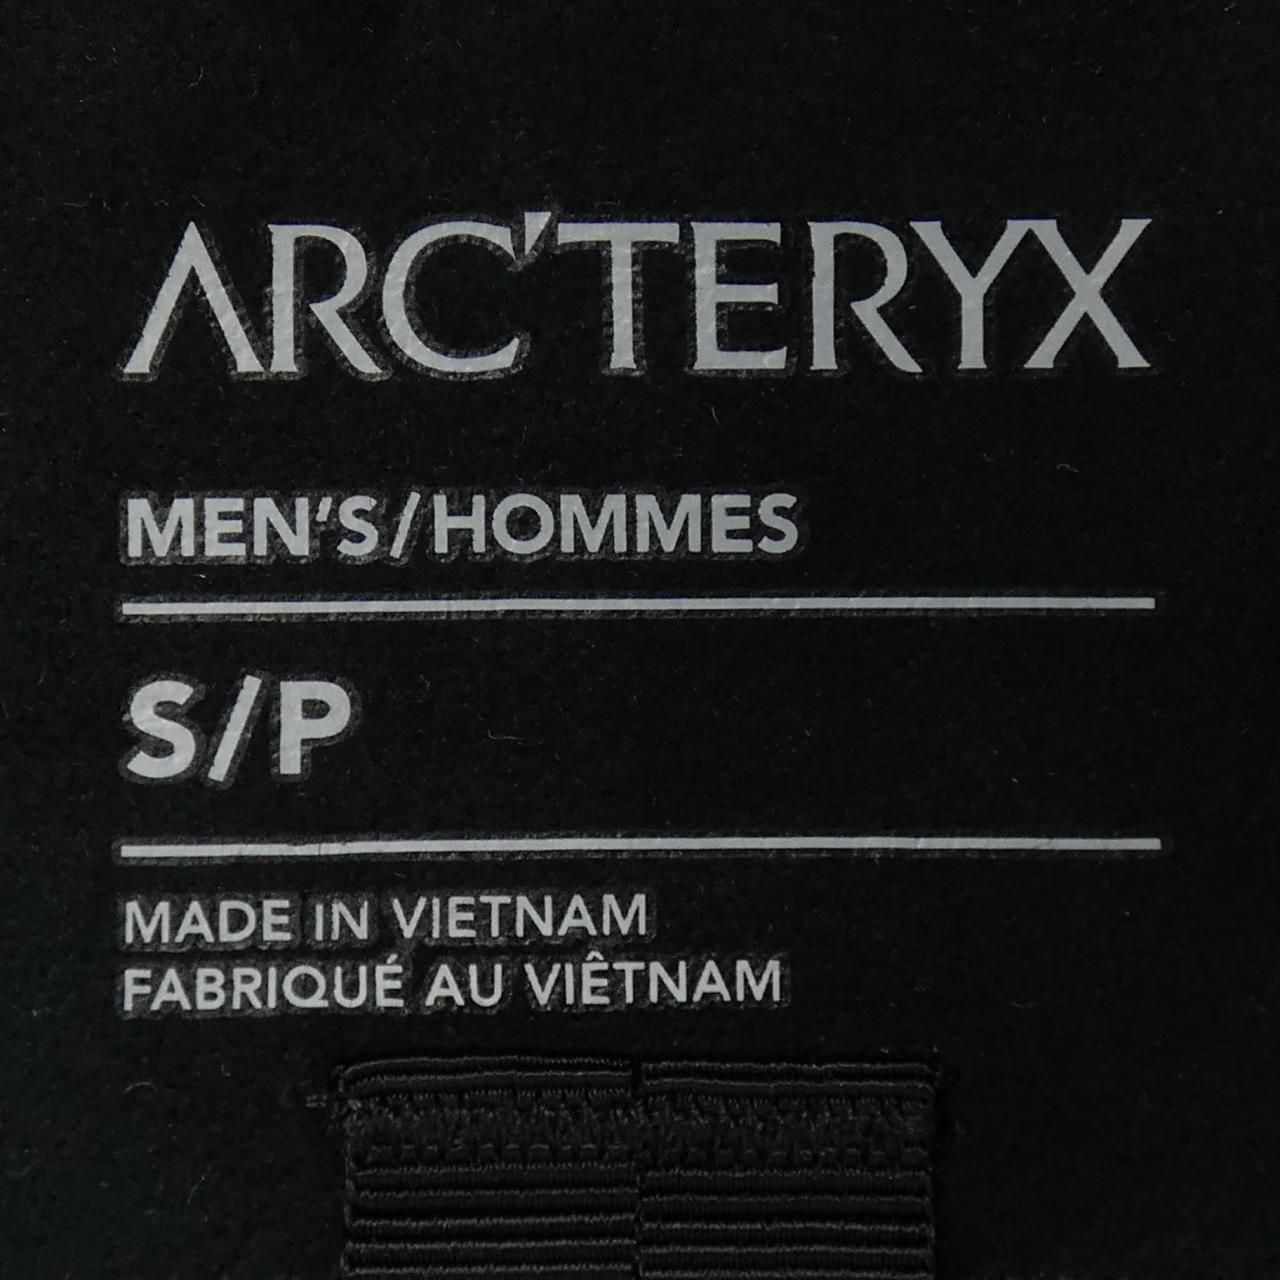 ARC'TERYX
MEN'S/HOMMES
S/P
MADE IN VIETNAM
FABRIQUÉ AU VIÊTNAM